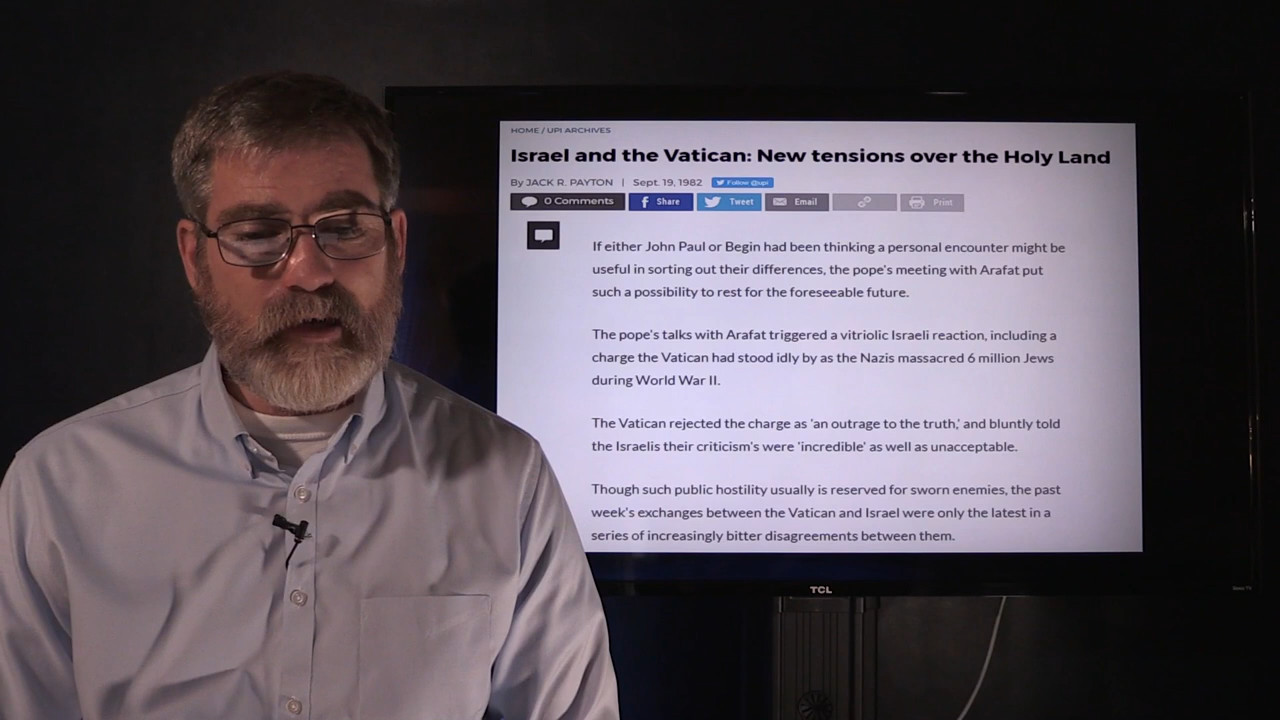 HOME / UPI ARCHIVES
Israel and the Vatican: New tensions over the Holy Land
By JACK R. PAYTON | Sept. 19, 1982 Follow @upi
0 Comments Share Tweet Email Print
If either John Paul or Begin had been thinking a personal encounter might be
useful in sorting out their differences, the pope's meeting with Arafat put
such a possibility to rest for the foreseeable future.
The pope's talks with Arafat triggered a vitriolic Israeli reaction, including a
charge the Vatican had stood idly by as the Nazis massacred 6 million Jews
during World War II.
The Vatican rejected the charge as 'an outrage to the truth,' and bluntly told
the Israelis their criticism's were 'incredible' as well as unacceptable.
Though such public hostility usually is reserved for sworn enemies, the past
week's exchanges between the Vatican and Israel were only the latest in a
series of increasingly bitter disagreements between them.
TCL